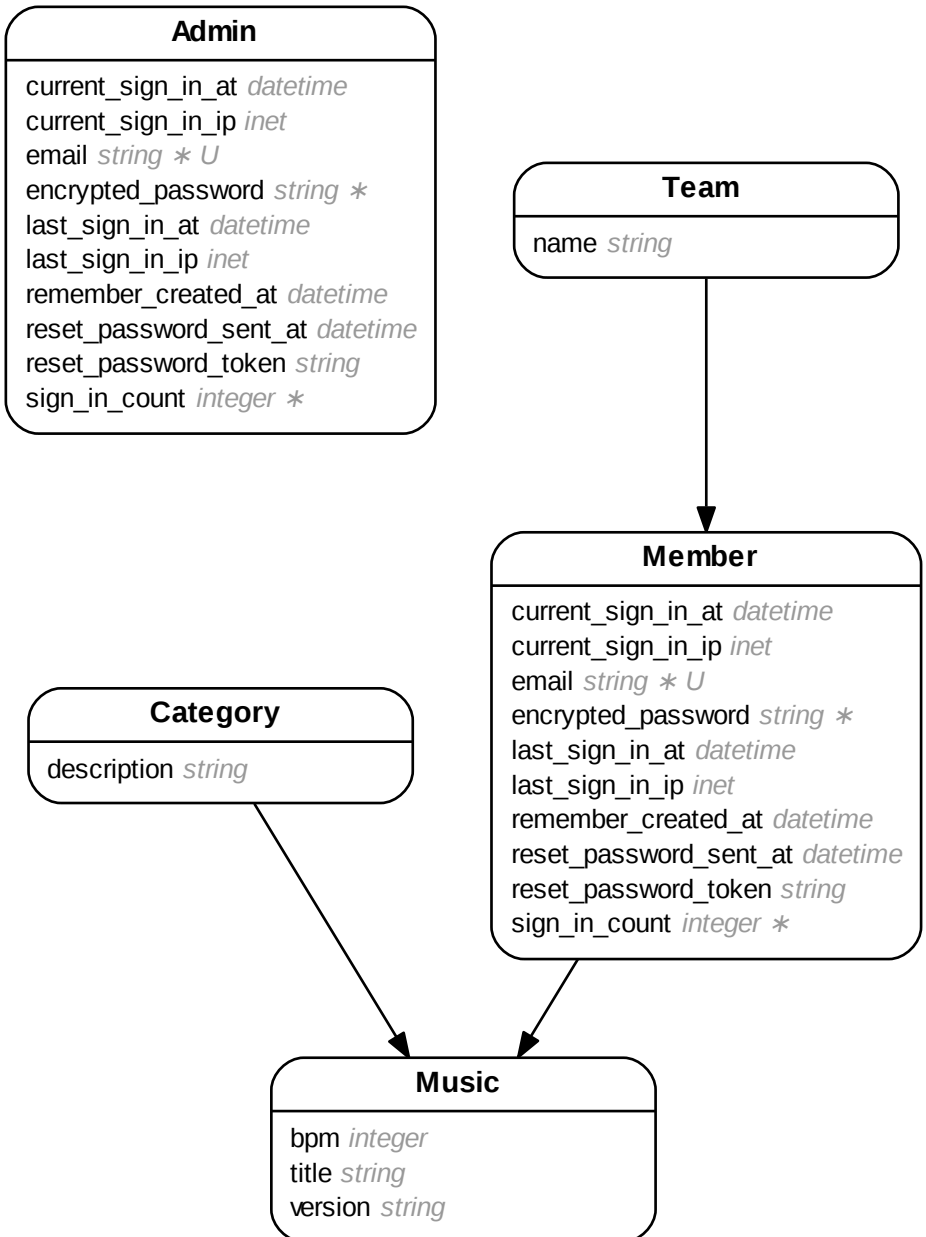 Admin
current_sign_in_at datetime
current_sign_in_ip inet
email string ∗ U
encrypted_password string ∗
last_sign_in_at datetime
last_sign_in_ip inet
remember_created_at datetime
reset_password_sent_at datetime
reset_password_token string
sign_in_count integer ∗
Team
name string
Member
current_sign_in_at datetime
current_sign_in_ip inet
email string ∗ U
encrypted_password string ∗
last_sign_in_at datetime
last_sign_in_ip inet
remember_created_at datetime
reset_password_sent_at datetime
reset_password_token string
sign_in_count integer ∗
Category
description string
Music
bpm integer
title string
version string